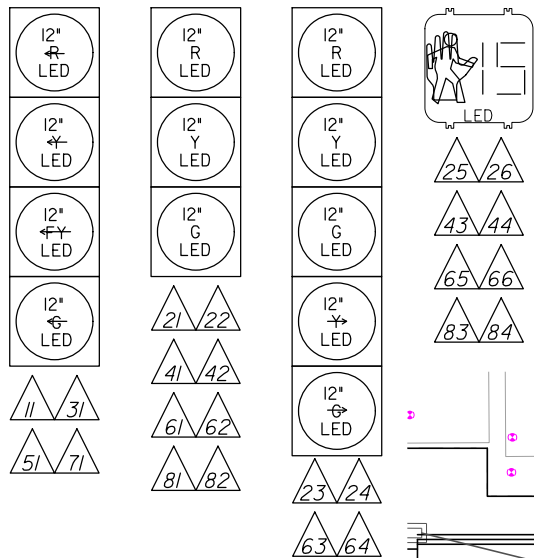 12"
R
LED
12"
Y
LED
12"
FY
LED
12"
G
LED
11 31
51 71
12"
R
LED
12"
Y
LED
12"
G
LED
21 22
41 42
61 62
81 82
12"
R
LED
12"
Y
LED
12"
G
LED
12"
Y
LED
12"
G
LED
23 24
63 64
15
LED
25 26
43 44
65 66
83 84